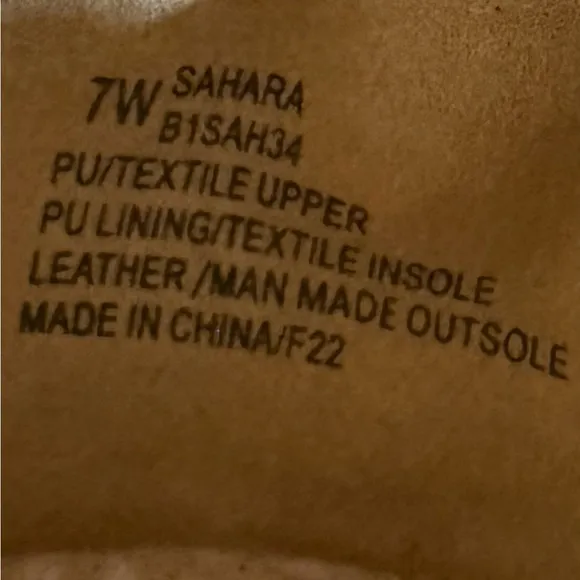 7W SAHARA
B1SAH34
PU/TEXTILE UPPER
PU LINING/TEXTILE INSOLE
LEATHER /MAN MADE OUTSOLE
MADE IN CHINA/F22